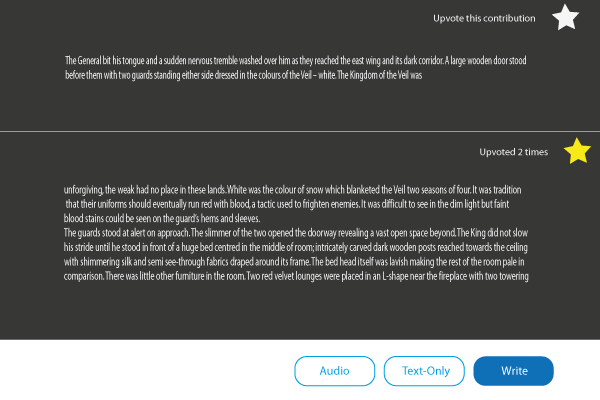 Upvote this contribution
The General bit his tongue and a sudden nervous tremble washed over him as they reached the east wing and its dark corridor. A large wooden door stood
before them with two guards standing either side dressed in the colours of the Veil – white. The Kingdom of the Veil was
Upvoted 2 times
unforgiving, the weak had no place in these lands. White was the colour of snow which blanketed the Veil two seasons of four. It was tradition
that their uniforms should eventually run red with blood, a tactic used to frighten enemies. It was difficult to see in the dim light but faint
blood stains could be seen on the guard's hems and sleeves.
The guards stood at alert on approach. The slimmer of the two opened the doorway revealing a vast open space beyond. The King did not slow
his stride until he stood in front of a huge bed centred in the middle of room; intricately carved dark wooden posts reached towards the ceiling
with shimmering silk and semi see-through fabrics draped around its frame. The bed head itself was lavish making the rest of the room pale in
comparison. There was little other furniture in the room. Two red velvet lounges were placed in an L-shape near the fireplace with two towering
Audio
Text-Only
Write